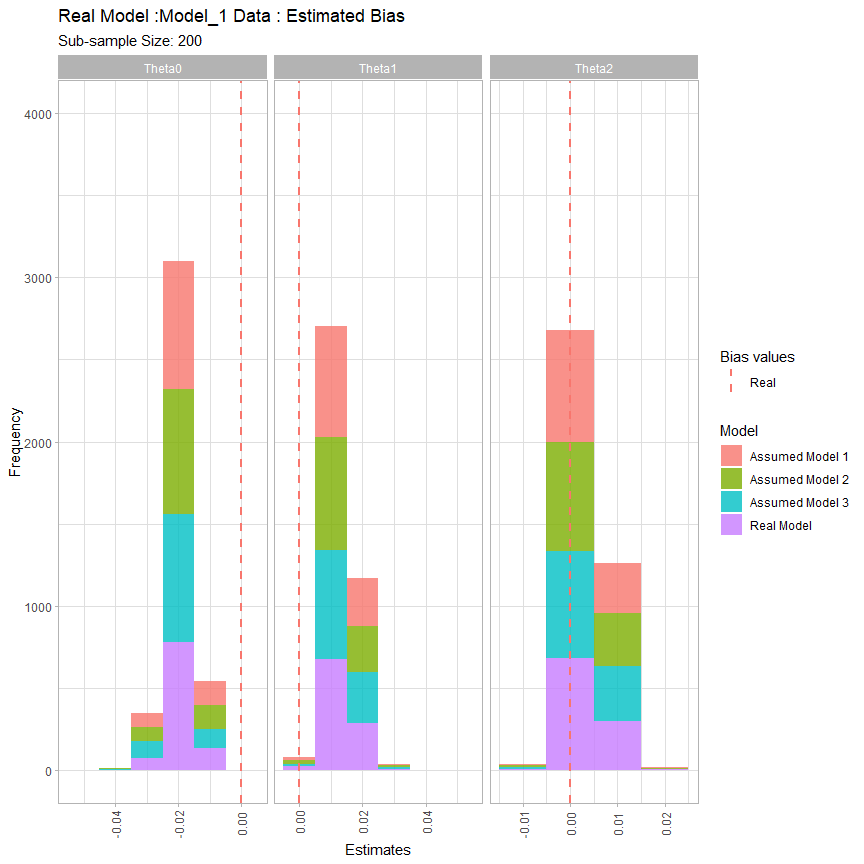 Real Model :Model_1 Data : Estimated Bias
Sub-sample Size: 200
Theta0
Theta1
Theta2
4000
3000
2000
1000
0
Frequency
-0.04
-0.02
0.00
0.00
0.02
0.04
-0.01
0.00
0.01
0.02
Estimates
Bias values
Real
Model
Assumed Model 1
Assumed Model 2
Assumed Model 3
Real Model